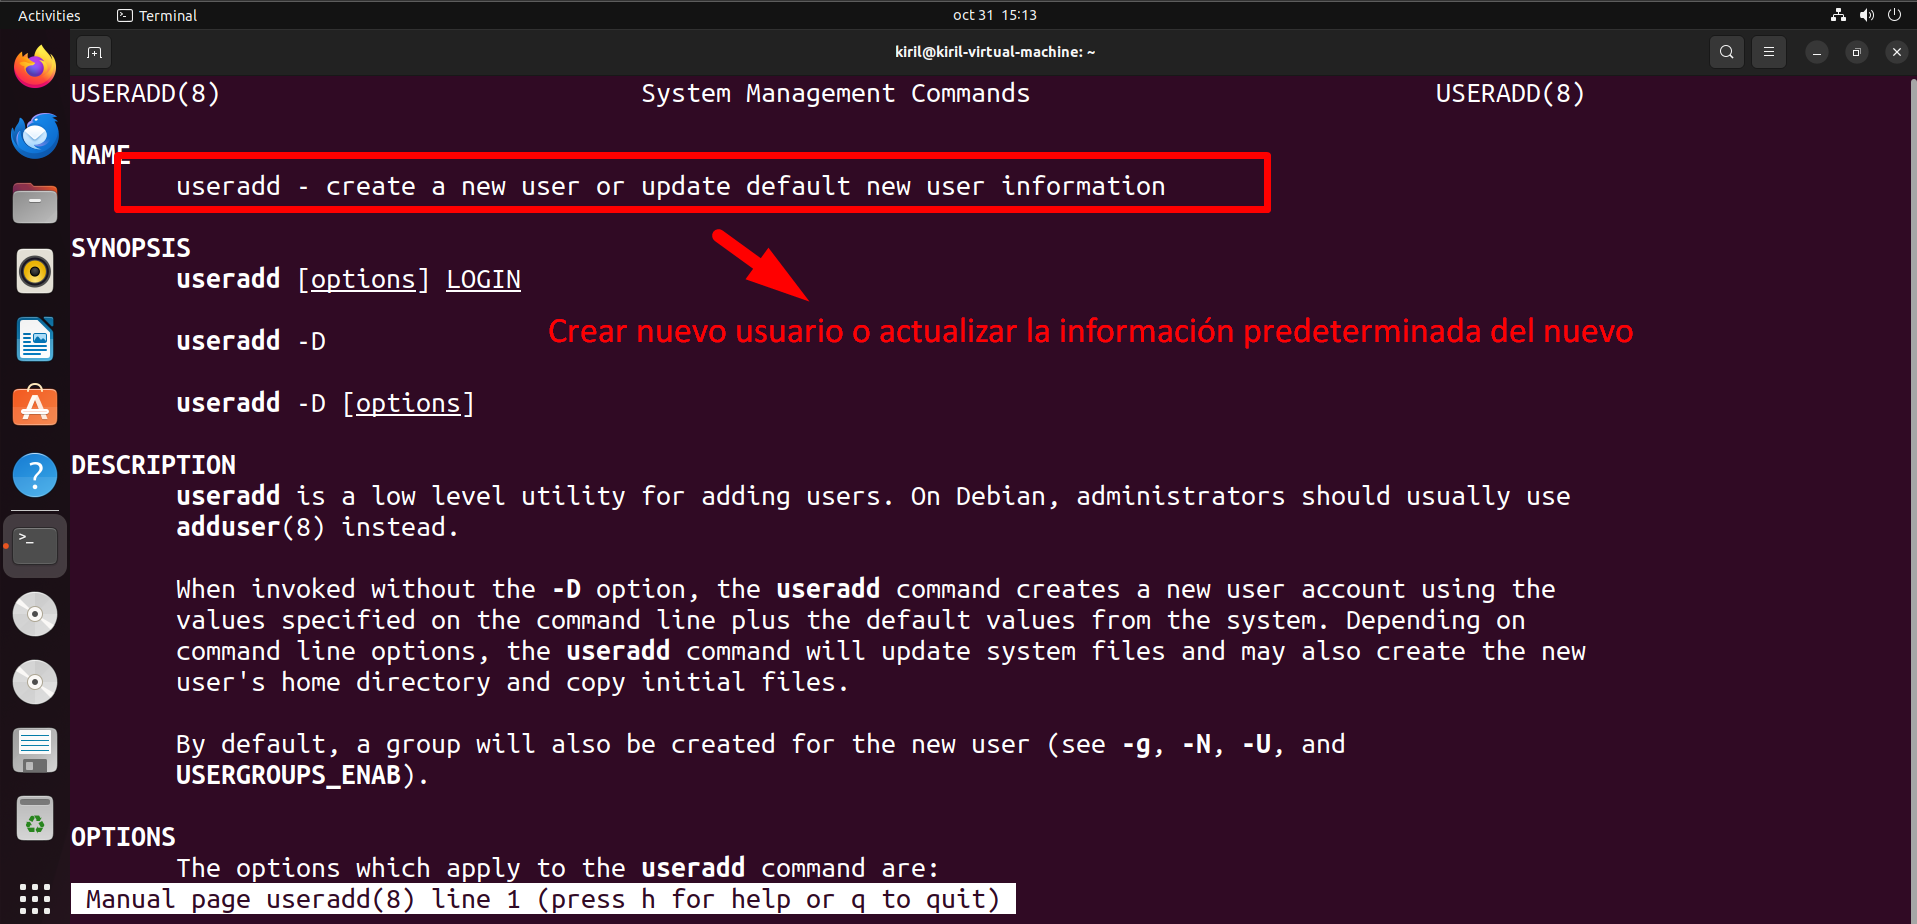 Activities Terminal oct 31 15:13
kiril@kiril-virtual-machine: ~
USERADD(8) System Management Commands USERADD(8)
NAME
useradd - create a new user or update default new user information
SYNOPSIS
useradd [options] LOGIN
Crear nuevo usuario o actualizar la información predeterminada del nuevo
useradd -D
useradd -D [options]
DESCRIPTION
useradd is a low level utility for adding users. On Debian, administrators should usually use
adduser(8) instead.
When invoked without the -D option, the useradd command creates a new user account using the
values specified on the command line plus the default values from the system. Depending on
command line options, the useradd command will update system files and may also create the new
user's home directory and copy initial files.
By default, a group will also be created for the new user (see -g, -N, -U, and
USERGROUPS_ENAB).
OPTIONS
The options which apply to the useradd command are:
Manual page useradd(8) line 1 (press h for help or q to quit)